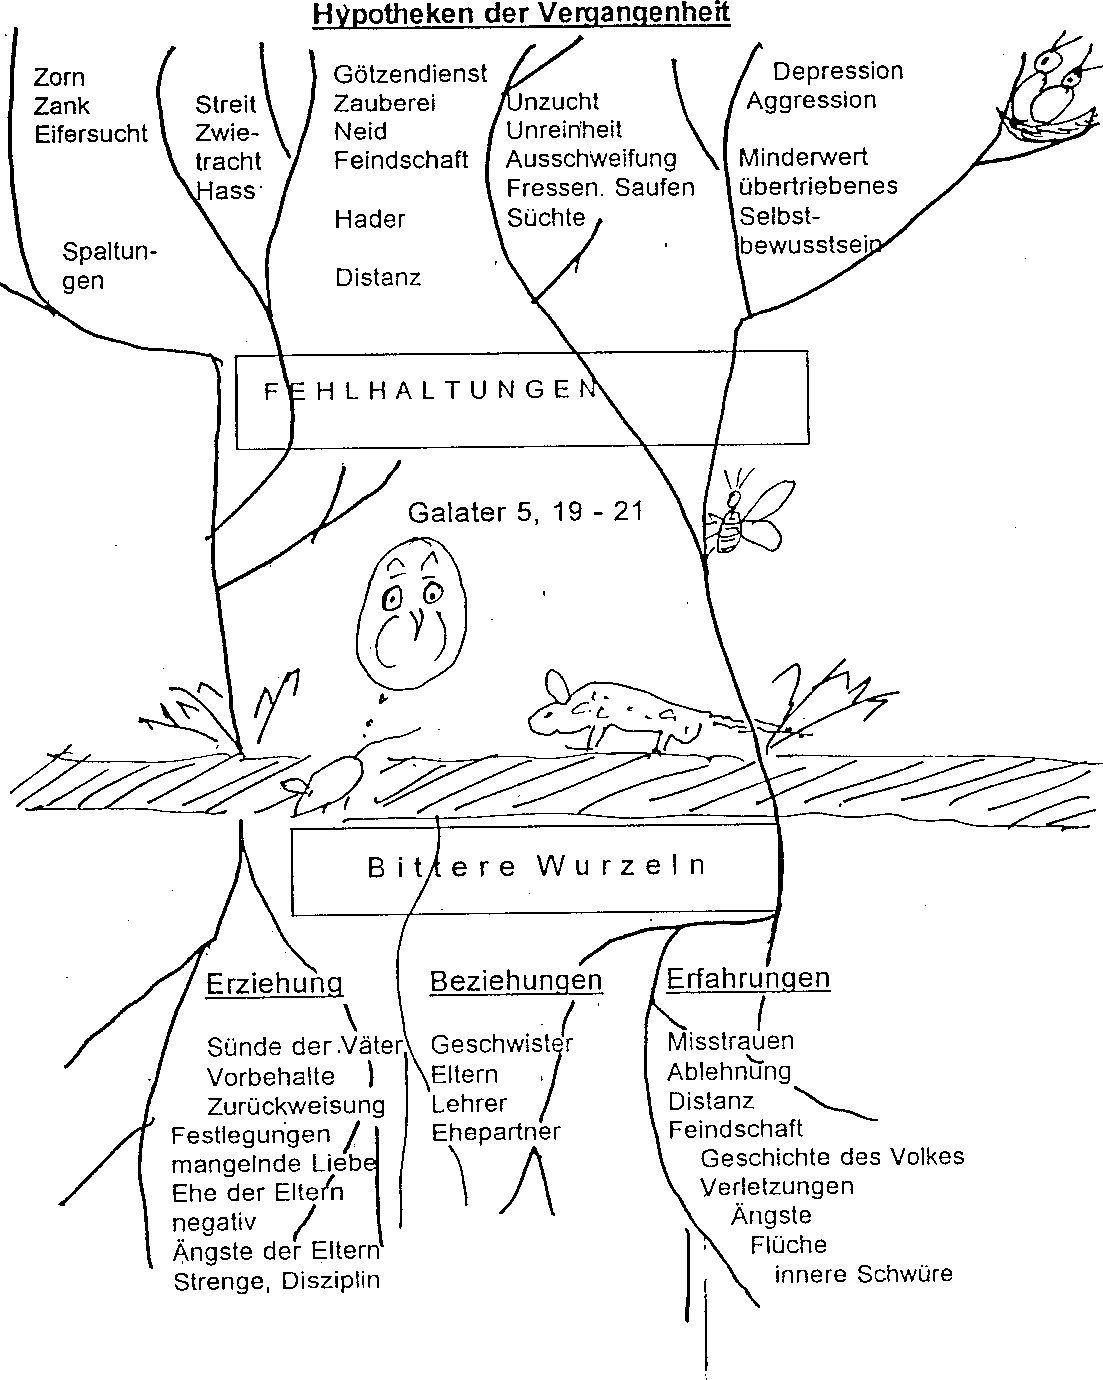 Hypotheken der Vergangenheit
Zorn
Zank
Eifersucht
Spaltun-
gen
Streit
Zwie-
tracht
Hass
Götzendienst
Zauberei
Neid
Feindschaft
Hader
Distanz
Unzucht
Unreinheit
Ausschweifung
Fressen. Saufen
Süchte
Depression
Aggression
Minderwert
übertriebenes
Selbst-
bewusstsein
FEHLHALTUNGEN
Galater 5, 19 - 21
Bittere Wurzeln
Erziehung
Sünde der Väter
Vorbehalte
Zurückweisung
Festlegungen
mangelnde Liebe
Ehe der Eltern
negativ
Ängste der Eltern
Strenge, Disziplin
Beziehungen
Geschwister
Eltern
Lehrer
Ehepartner
Erfahrungen
Misstrauen
Ablehnung
Distanz
Feindschaft
Geschichte des Volkes
Verletzungen
Ängste
Flüche
innere Schwüre